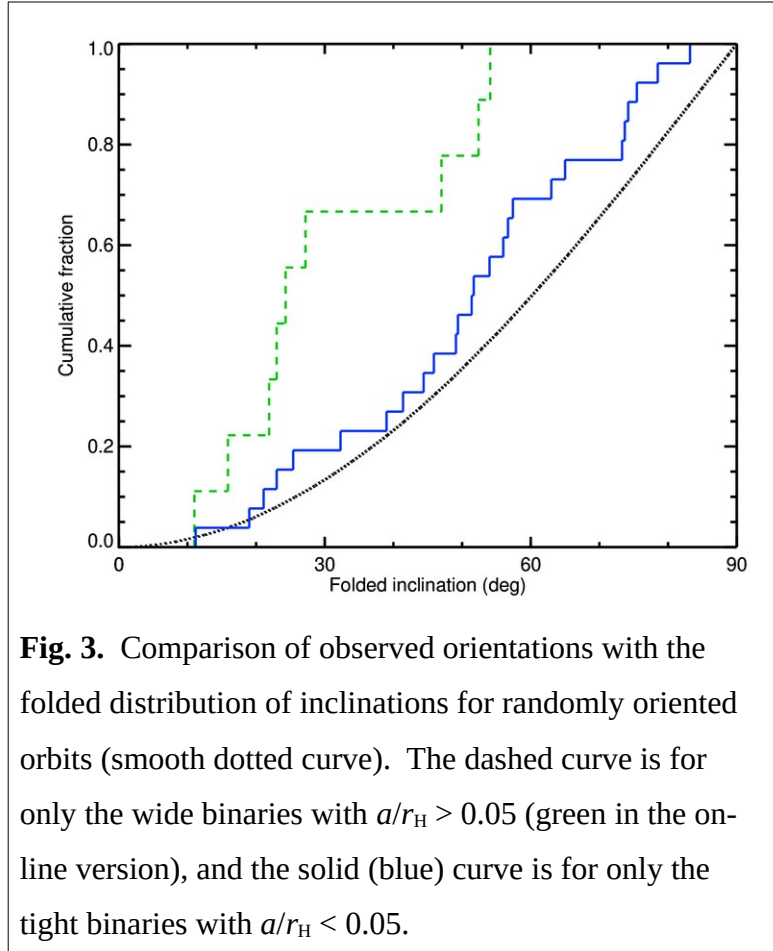 1.0
0.8
0.6
0.4
0.2
0.0
Cumulative fraction
0 30 60 90
Folded inclination (deg)
Fig. 3. Comparison of observed orientations with the
folded distribution of inclinations for randomly oriented
orbits (smooth dotted curve). The dashed curve is for
only the wide binaries with a/rH > 0.05 (green in the on-
line version), and the solid (blue) curve is for only the
tight binaries with a/rH < 0.05.